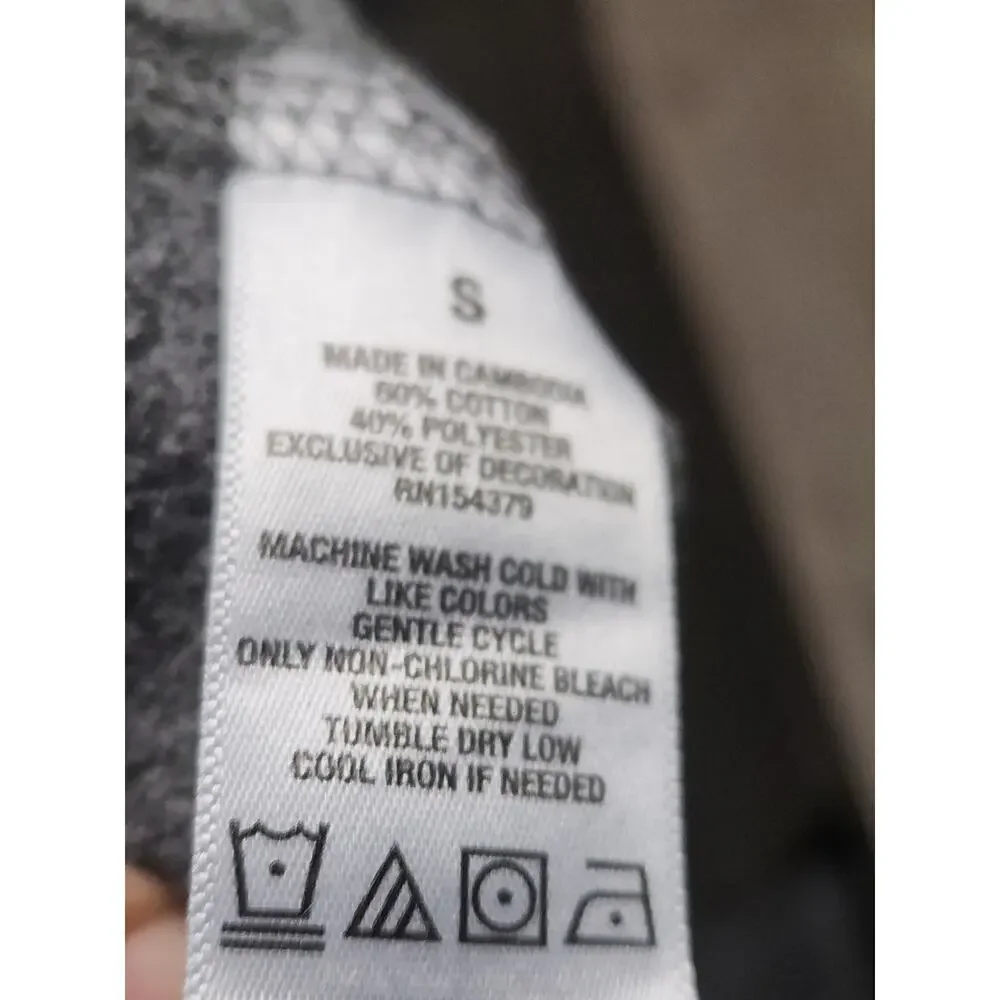 S
MADE IN CAMBODIA
60% COTTON
40% POLYESTER
EXCLUSIVE OF DECORATION
RN154379
MACHINE WASH COLD WITH
LIKE COLORS
GENTLE CYCLE
ONLY NON-CHLORINE BLEACH
WHEN NEEDED
TUMBLE DRY LOW
COOL IRON IF NEEDED